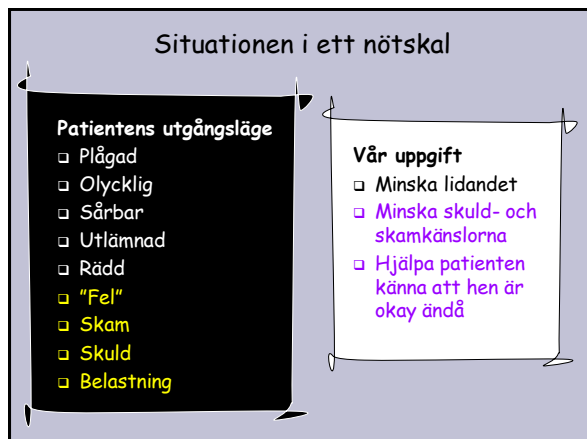 Situationen i ett nötskal
Patientens utgångsläge
❑ Plågad
❑ Olycklig
❑ Sårbar
❑ Utlämnad
❑ Rädd
❑ ”Fel”
❑ Skam
❑ Skuld
❑ Belastning
Vår uppgift
❑ Minska lidandet
❑ Minska skuld- och
skamkänslorna
❑ Hjälpa patienten
känna att hen är
okay ändå